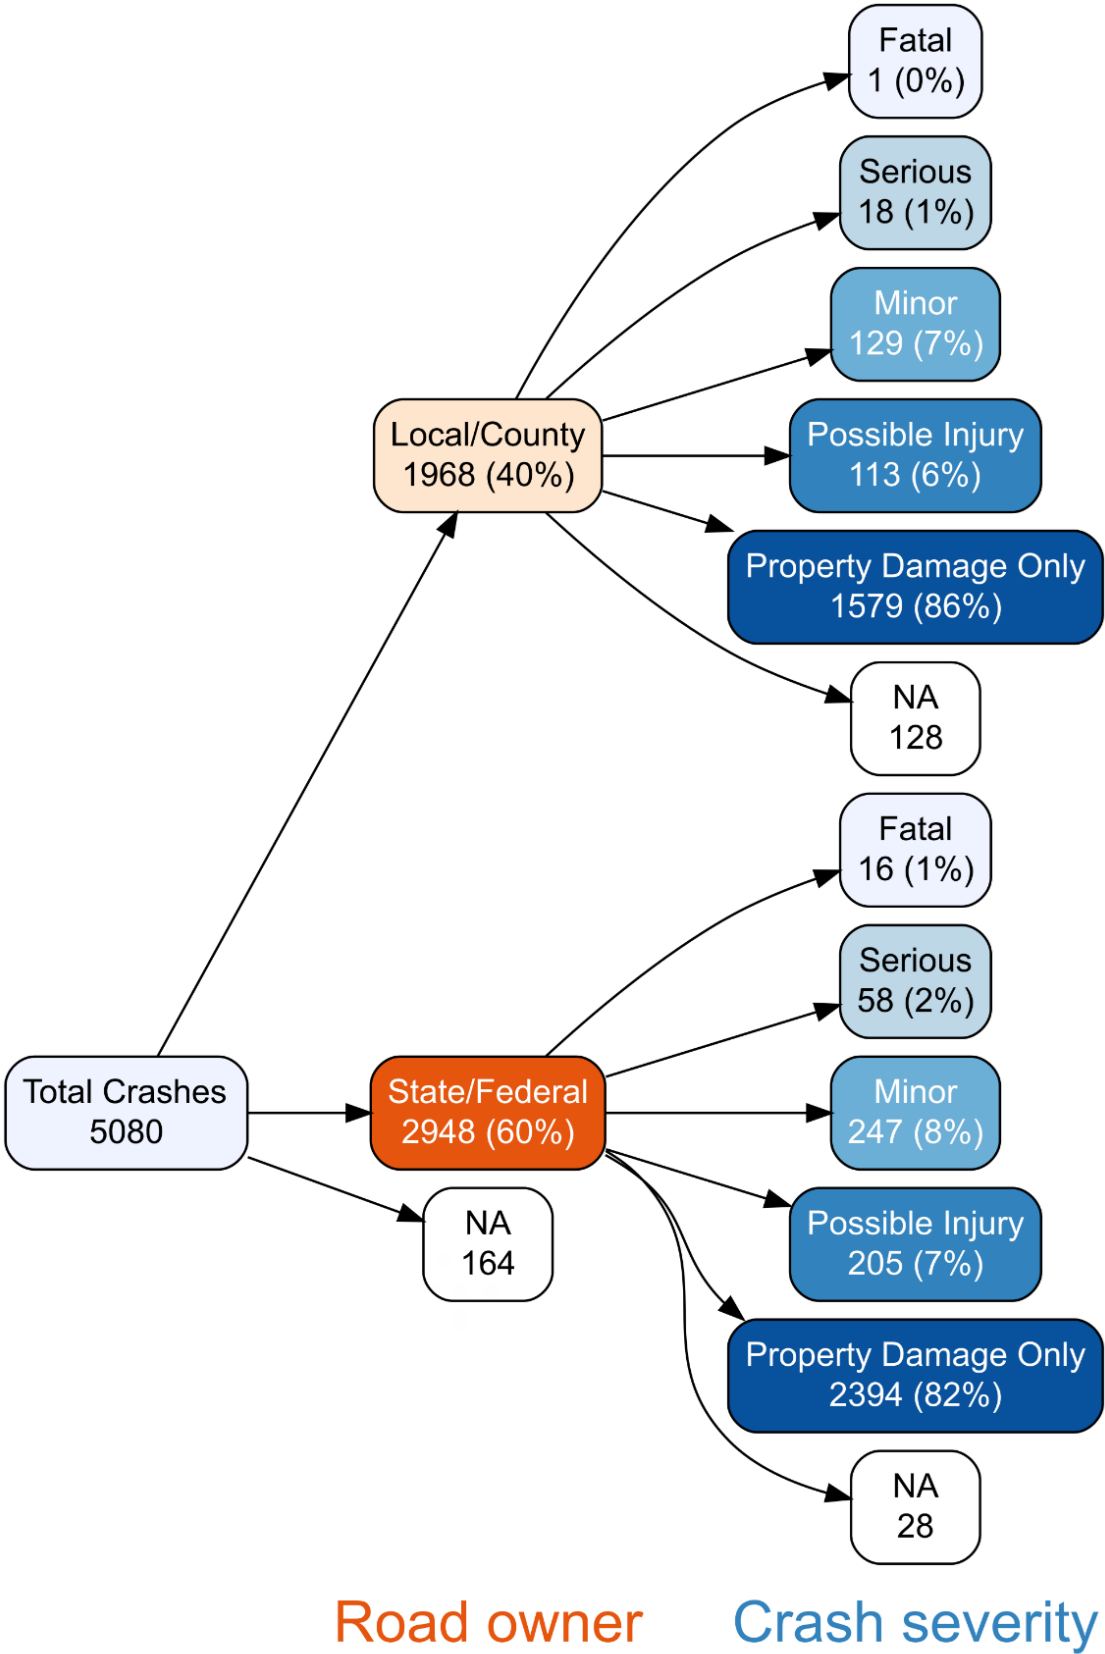 Fatal
1 (0%)
Serious
18 (1%)
Minor
129 (7%)
Local/County
1968 (40%)
Possible Injury
113 (6%)
Property Damage Only
1579 (86%)
NA
128
Fatal
16 (1%)
Serious
58 (2%)
Total Crashes
5080
State/Federal
2948 (60%)
Minor
247 (8%)
NA
164
Possible Injury
205 (7%)
Property Damage Only
2394 (82%)
NA
28
Road owner
Crash severity